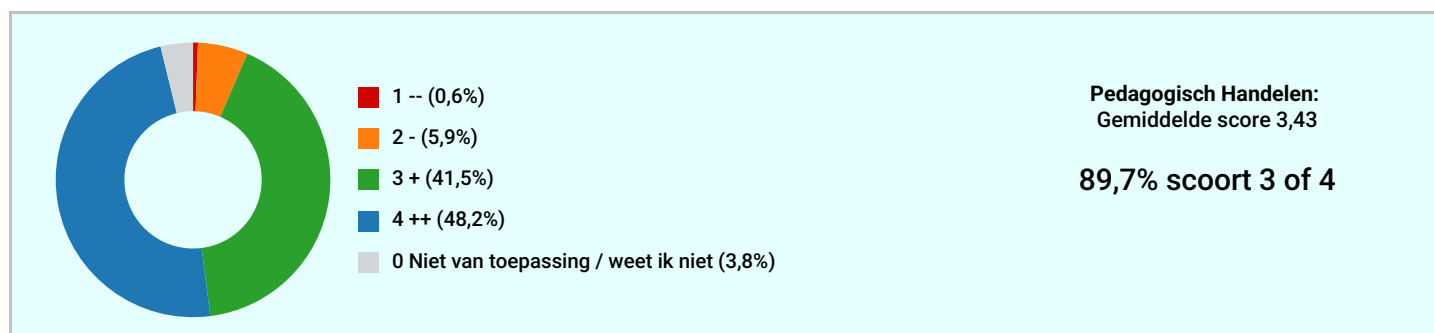 1 -- (0,6%)
2 - (5,9%)
3 + (41,5%)
4 ++ (48,2%)
0 Niet van toepassing / weet ik niet (3,8%)
Pedagogisch Handelen:
Gemiddelde score 3,43
89,7% scoort 3 of 4